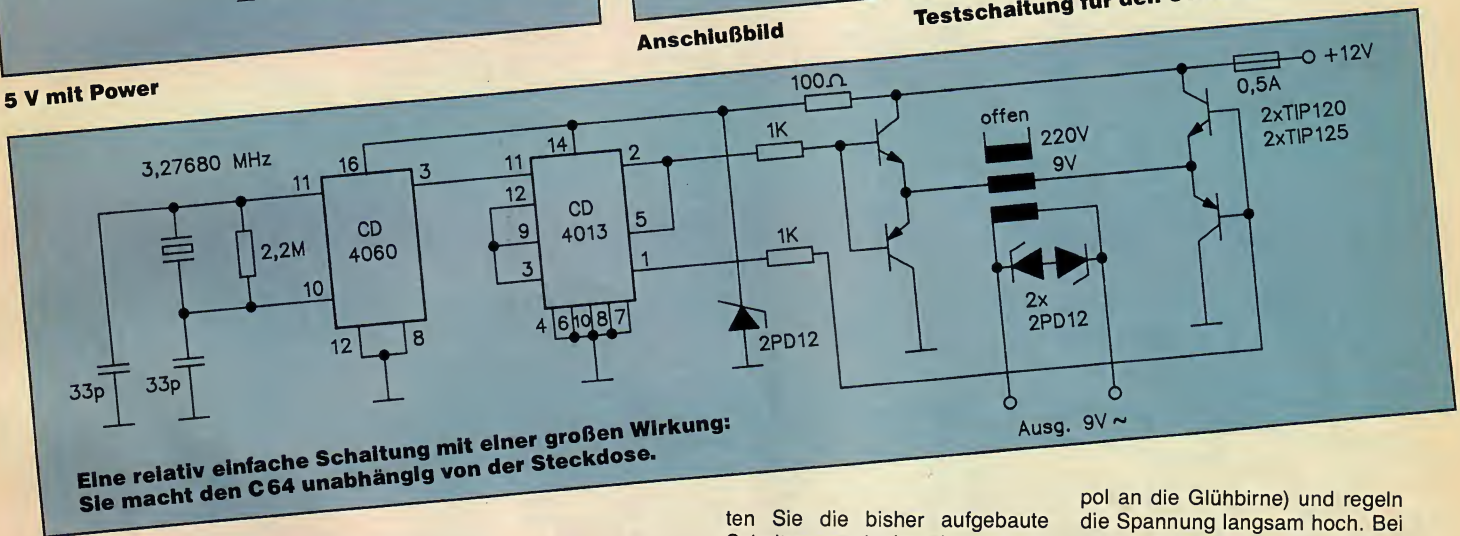 5 V mit Power
Anschlußbild
Testschaltung für den
3,27680 MHz
11
16
3
2,2M
CD
4060
10
12
8
33p
33p
11
14
2
12
9
CD
4013
5
3
1
4
6
10
8
7
100Ω
1K
1K
2PD12
offen
220V
9V
2x
2PD12
Ausg. 9V ~
+12V
0,5A
2xTIP120
2xTIP125
Eine relativ einfache Schaltung mit einer großen Wirkung:
Sie macht den C64 unabhängig von der Steckdose.
ten Sie die bisher aufgebaute
pol an die Glühbirne) und regeln
die Spannung langsam hoch. Bei